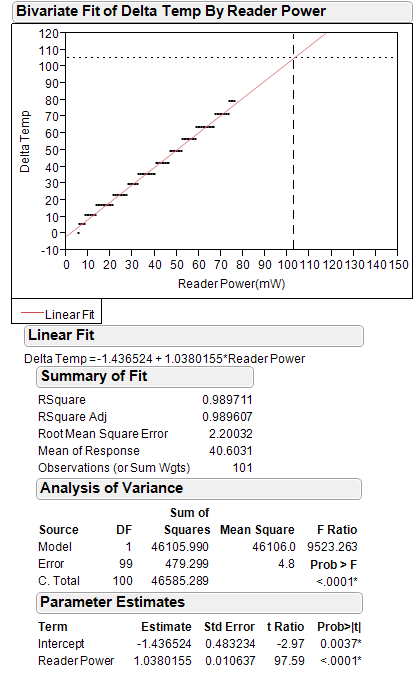 Bivariate Fit of Delta Temp By Reader Power
120
110
100
90
80
70
60
50
40
30
20
10
0
-10
Delta Temp
0 10 20 30 40 50 60 70 80 90 100 110 120 130 140 150
Reader Power(mW)
Linear Fit
Linear Fit
Delta Temp = -1.436524 + 1.0380155*Reader Power
Summary of Fit
RSquare 0.989711
RSquare Adj 0.989607
Root Mean Square Error 2.20032
Mean of Response 40.6031
Observations (or Sum Wgts) 101
Analysis of Variance
Sum of
Source DF Squares Mean Square F Ratio
Model 1 46105.990 46106.0 9523.263
Error 99 479.299 4.8 Prob > F
C. Total 100 46585.289 <.0001*
Parameter Estimates
Term Estimate Std Error t Ratio Prob>|t|
Intercept -1.436524 0.483234 -2.97 0.0037*
Reader Power 1.0380155 0.010637 97.59 <.0001*